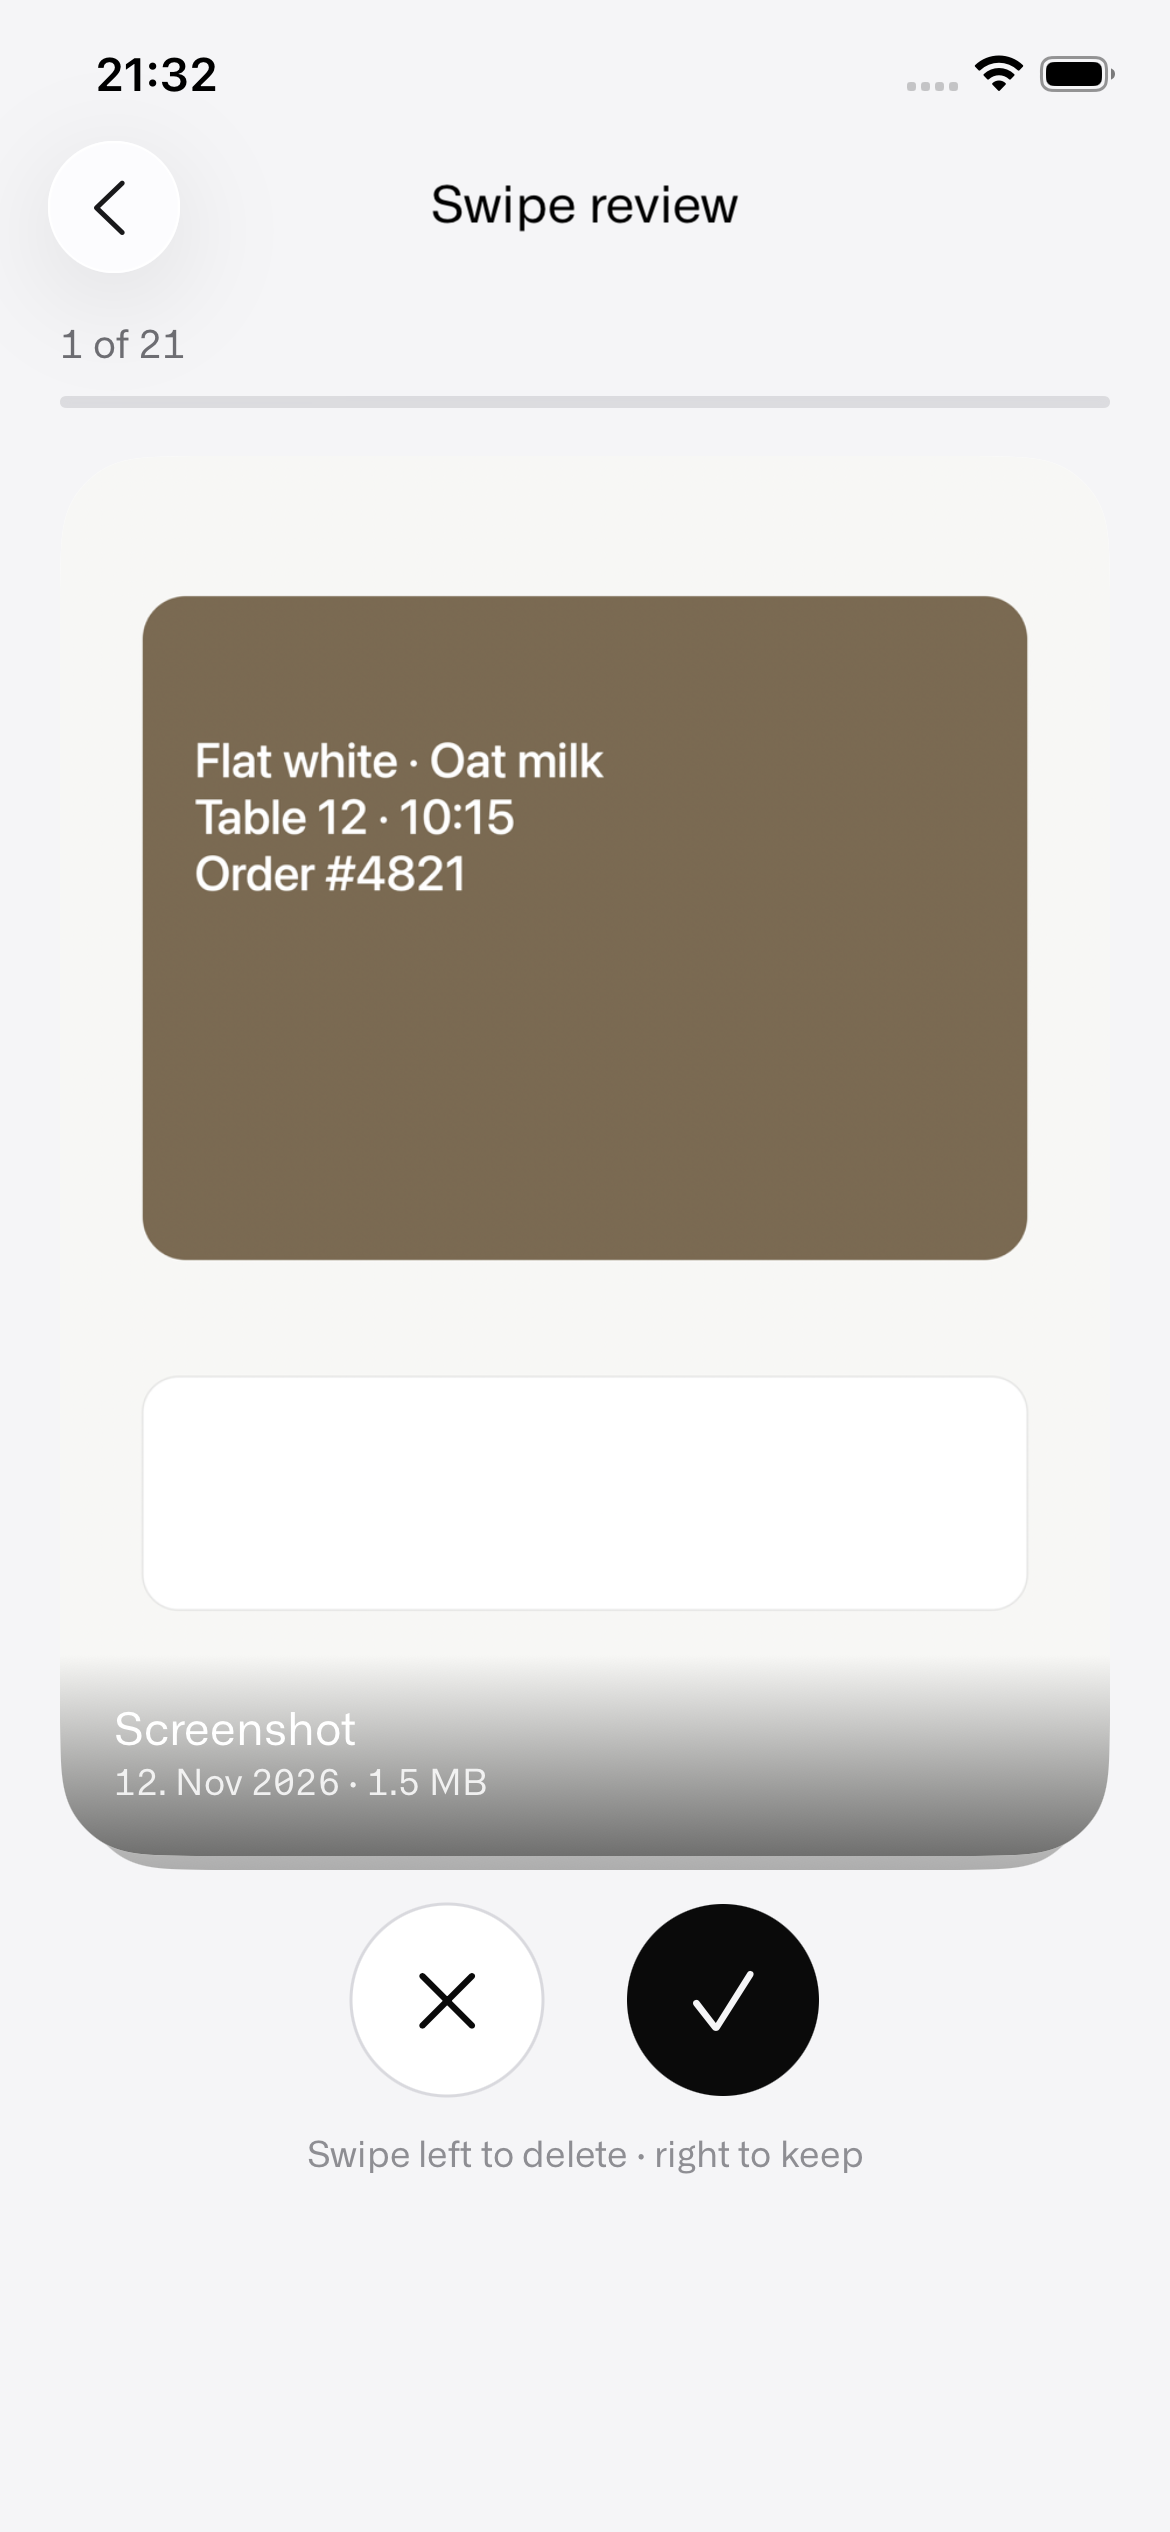 21:32
Swipe review
1 of 21
Flat white · Oat milk
Table 12 · 10:15
Order #4821
Screenshot
12. Nov 2026 · 1.5 MB
Swipe left to delete · right to keep